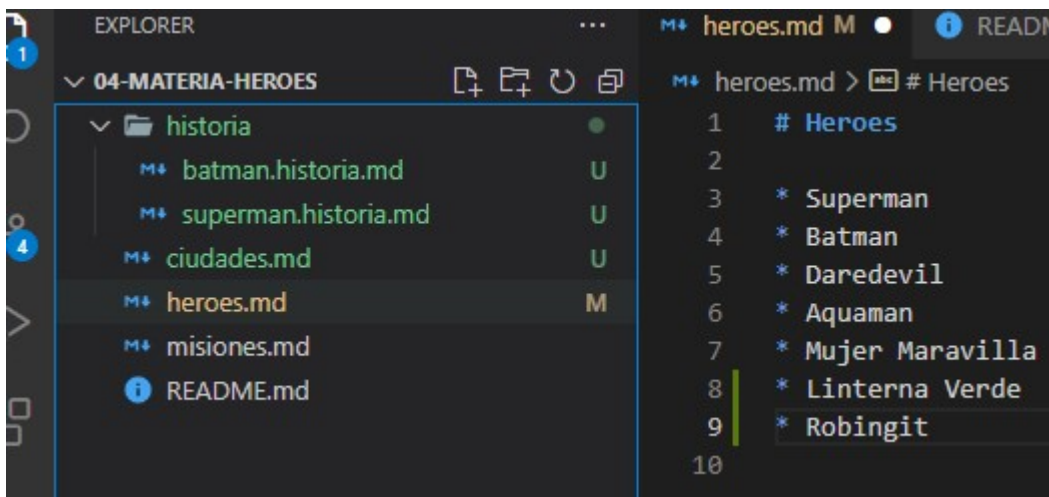 EXPLORER
...
04-MATERIA-HEROES
historia
batman.historia.md U
superman.historia.md U
ciudades.md U
heroes.md M
misiones.md
README.md
1
4
heroes.md M
heroes.md > # Heroes
1 # Heroes
2
3 * Superman
4 * Batman
5 * Daredevil
6 * Aquaman
7 * Mujer Maravilla
8 * Linterna Verde
9 * Robingit
10